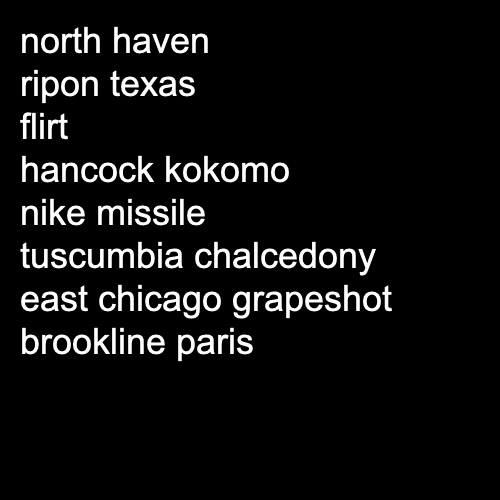 north haven
ripon texas
flirt
hancock kokomo
nike missile
tuscumbia chalcedony
east chicago grapeshot
brookline paris